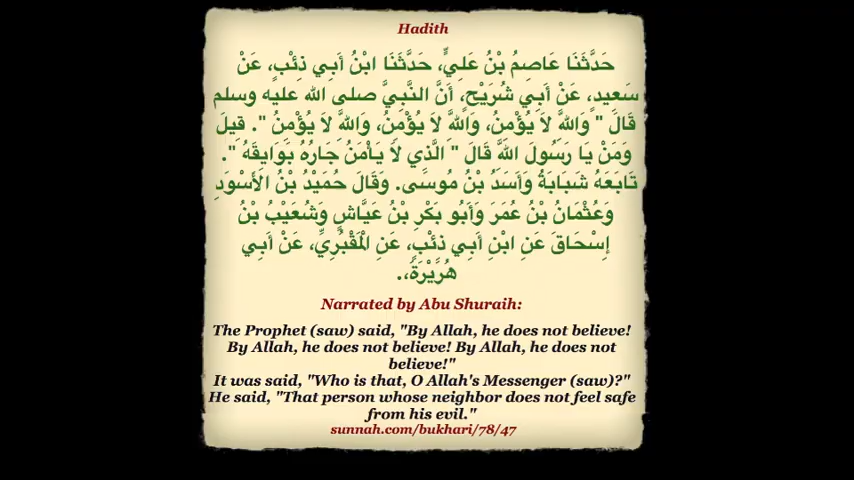 Hadith
حَدَّثَنَا عَاصِمُ بْنُ عَلِيٍّ، حَدَّثَنَا ابْنُ أَبِي ذِئْبٍ، عَنْ
سَعِيدٍ، عَنْ أَبِي شُرَيْحٍ، أَنَّ النَّبِيَّ صلى الله عليه وسلم
قَالَ " وَاللَّهِ لاَ يُؤْمِنُ، وَاللَّهِ لاَ يُؤْمِنُ، وَاللَّهِ لاَ يُؤْمِنُ ". قِيلَ
وَمَنْ يَا رَسُولَ اللَّهِ قَالَ " الَّذِي لاَ يَأْمَنُ جَارُهُ بَوَايِقَهُ ".
تَابَعَهُ شَبَابَةُ وَأَسَدُ بْنُ مُوسَى. وَقَالَ حُمَيْدُ بْنُ الأَسْوَدِ
وَعُثْمَانُ بْنُ عُمَرَ وَأَبُو بَكْرِ بْنُ عَيَّاشٍ وَشُعَيْبُ بْنُ
إِسْحَاقَ عَنِ ابْنِ أَبِي ذِئْبٍ، عَنِ الْمَقْبُرِيِّ، عَنْ أَبِي
هُرَيْرَةَ،.
Narrated by Abu Shuraih:
The Prophet (saw) said, "By Allah, he does not believe!
By Allah, he does not believe! By Allah, he does not
believe!"
It was said, "Who is that, O Allah's Messenger (saw)?"
He said, "That person whose neighbor does not feel safe
from his evil."
sunnah.com/bukhari/78/47